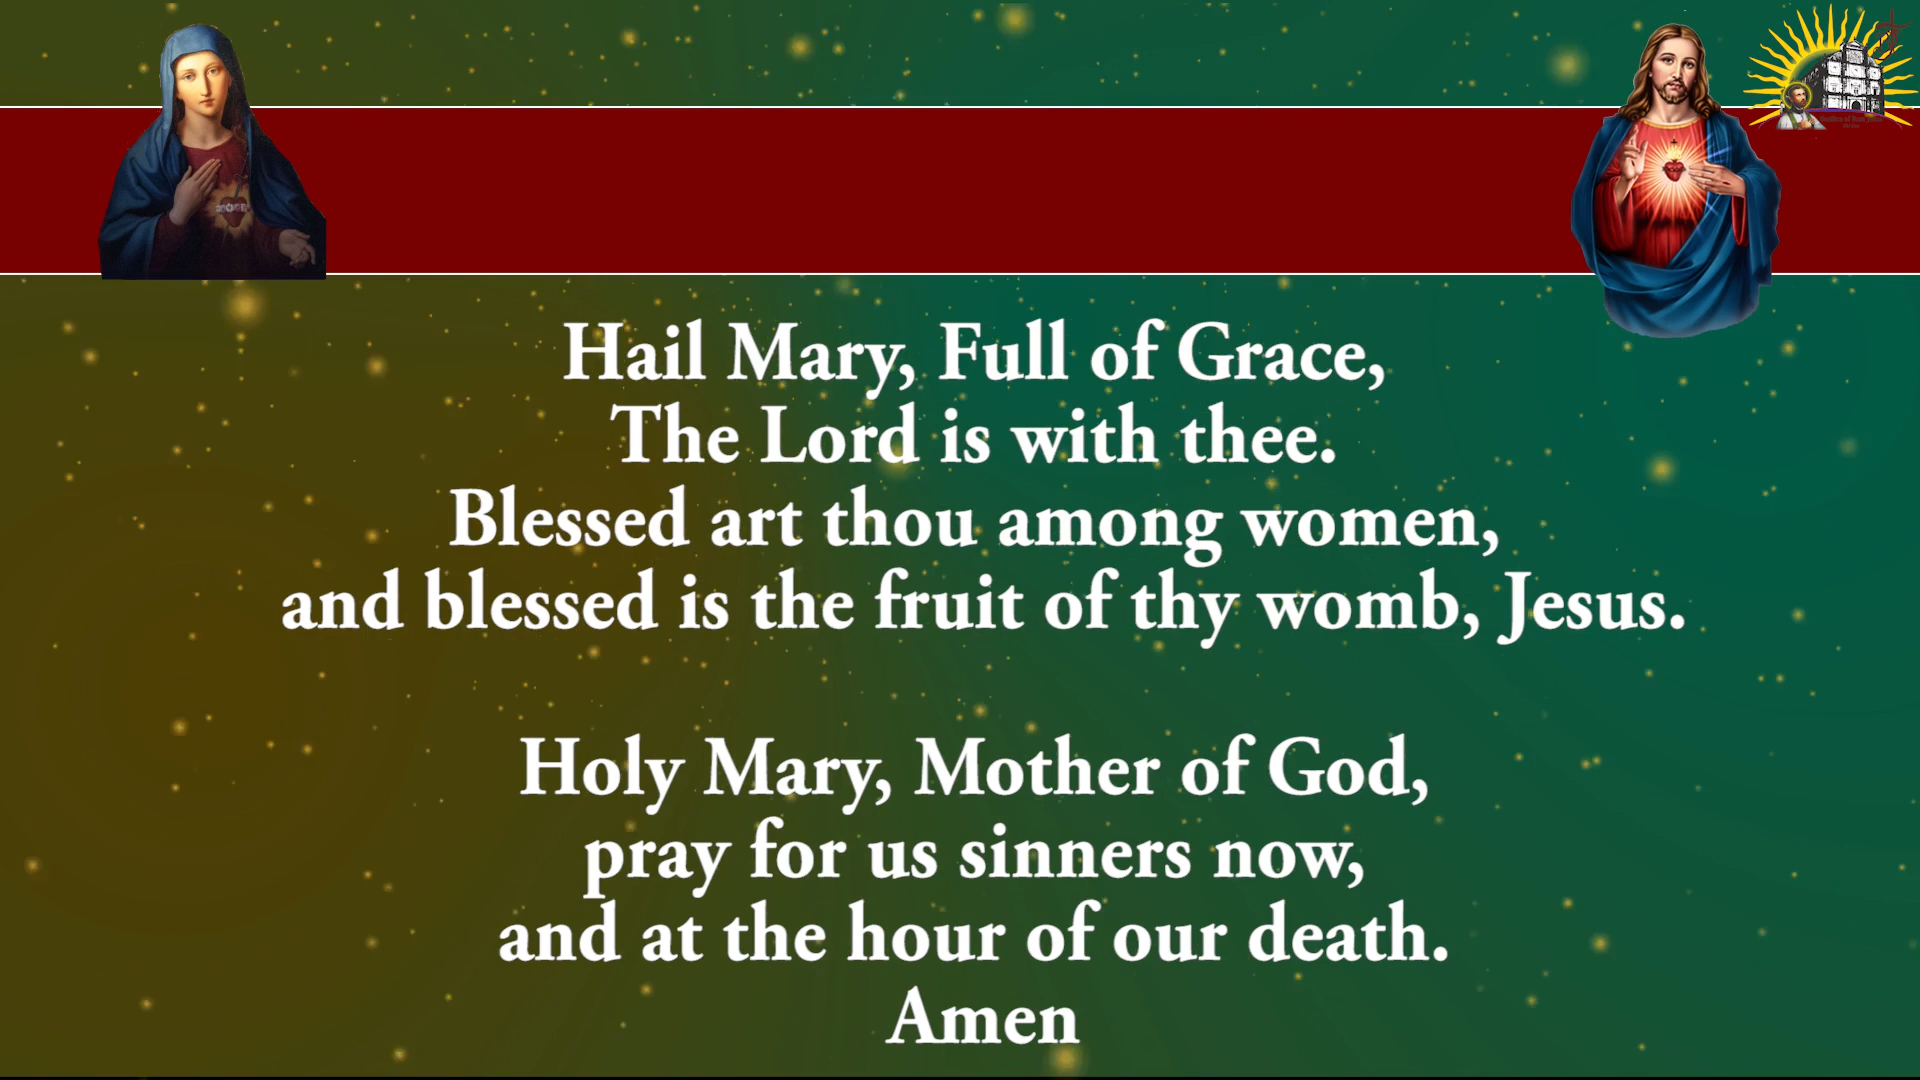 Hail Mary, Full of Grace,
The Lord is with thee.
Blessed art thou among women,
and blessed is the fruit of thy womb, Jesus.
Holy Mary, Mother of God,
pray for us sinners now,
and at the hour of our death.
Amen